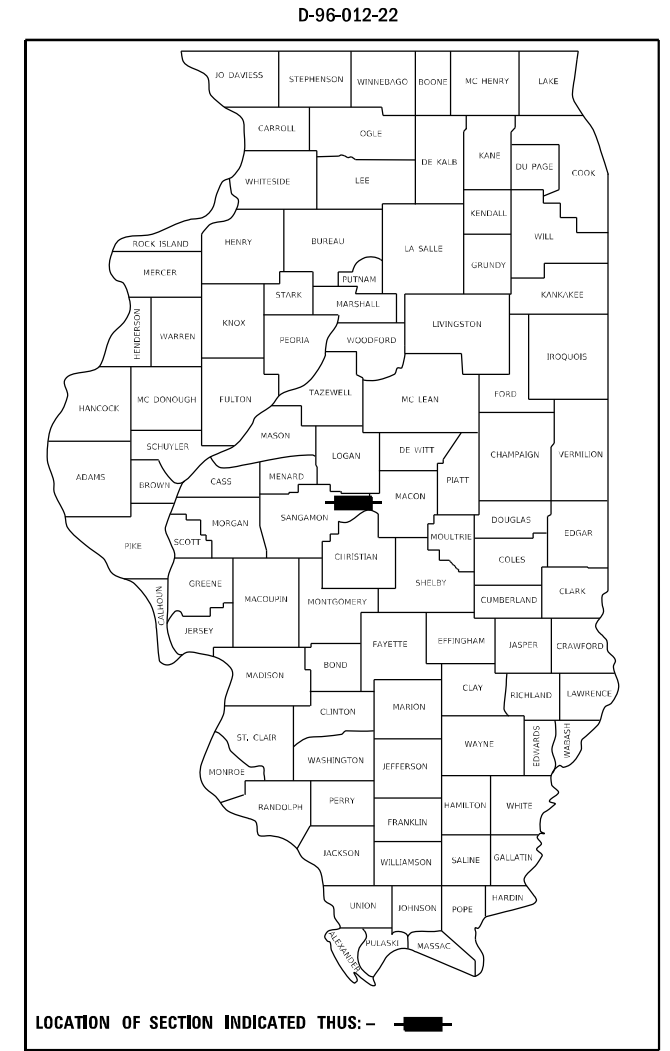 D-96-012-22
JO DAVIESS
STEPHENSON
WINNEBAGO
BOONE
MC HENRY
LAKE
CARROLL
OGLE
DE KALB
KANE
DU PAGE
COOK
WHITESIDE
LEE
KENDALL
WILL
ROCK ISLAND
HENRY
BUREAU
LA SALLE
GRUNDY
MERCER
PUTNAM
STARK
MARSHALL
KANKAKEE
HENDERSON
WARREN
KNOX
PEORIA
WOODFORD
LIVINGSTON
IROQUOIS
HANCOCK
MC DONOUGH
FULTON
TAZEWELL
MC LEAN
FORD
MASON
SCHUYLER
LOGAN
DE WITT
CHAMPAIGN
VERMILION
ADAMS
BROWN
CASS
MENARD
PIATT
MACON
PIKE
SCOTT
MORGAN
SANGAMON
DOUGLAS
MOULTRIE
EDGAR
CHRISTIAN
COLES
CALHOUN
GREENE
MACOUPIN
MONTGOMERY
SHELBY
CUMBERLAND
CLARK
JERSEY
FAYETTE
EFFINGHAM
JASPER
CRAWFORD
MADISON
BOND
CLAY
RICHLAND
LAWRENCE
CLINTON
MARION
ST. CLAIR
WAYNE
EDWARDS
WABASH
MONROE
WASHINGTON
JEFFERSON
RANDOLPH
PERRY
HAMILTON
WHITE
FRANKLIN
JACKSON
WILLIAMSON
SALINE
GALLATIN
UNION
JOHNSON
POPE
HARDIN
ALEXANDER
PULASKI
MASSAC
LOCATION OF SECTION INDICATED THUS: -